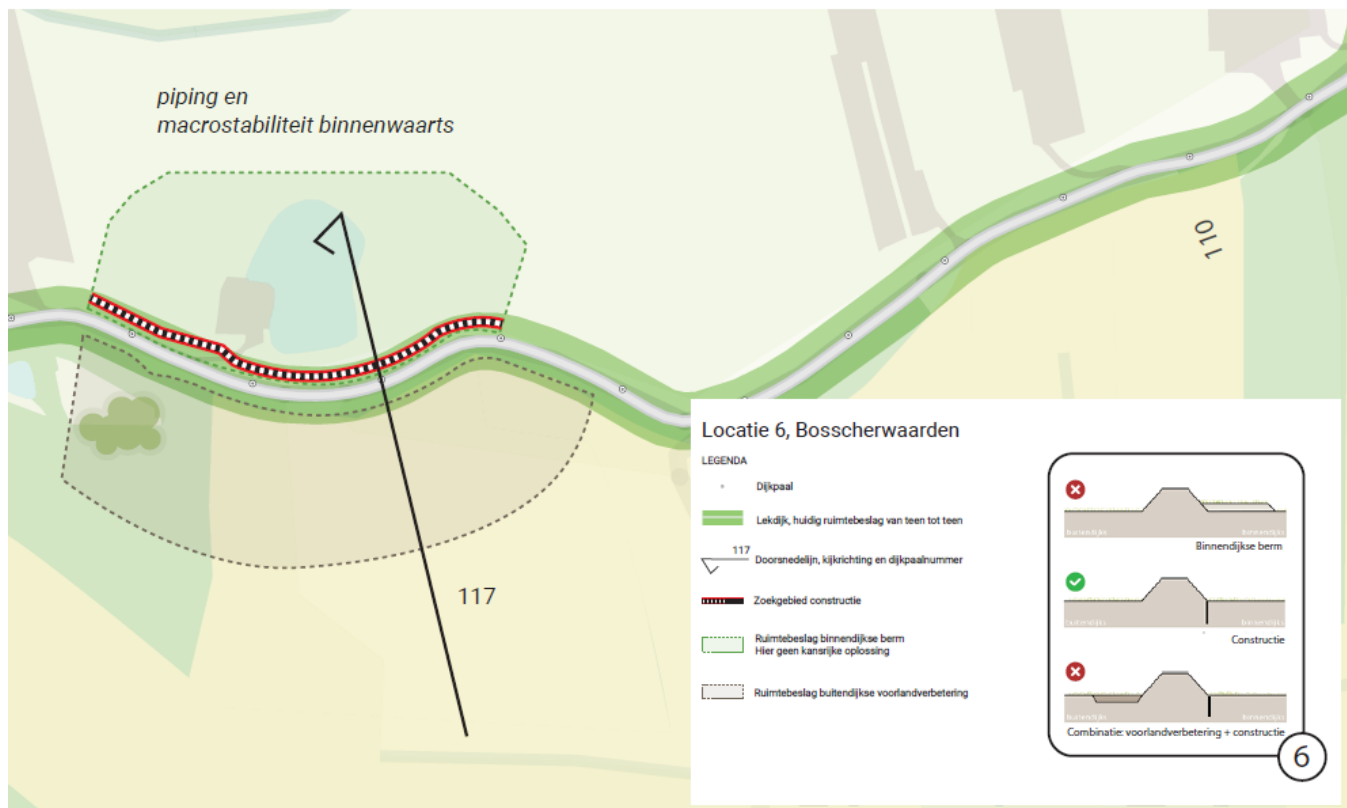 piping en
macrostabiliteit binnenwaarts
110
117
Locatie 6, Bosscherwaarden
LEGENDA
Dijkpaal
Lekdijk, huidig ruimtebeslag van teen tot teen
117
Doorsnedelijn, kijkrichting en dijkpaalnummer
Zoekgebied constructie
Ruimtebeslag binnendijkse berm
Hier geen kansrijke oplossing
Ruimtebeslag buitendijkse voorlandverbetering
Binnendijkse berm
Constructie
Combinatie: voorlandverbetering + constructie
6